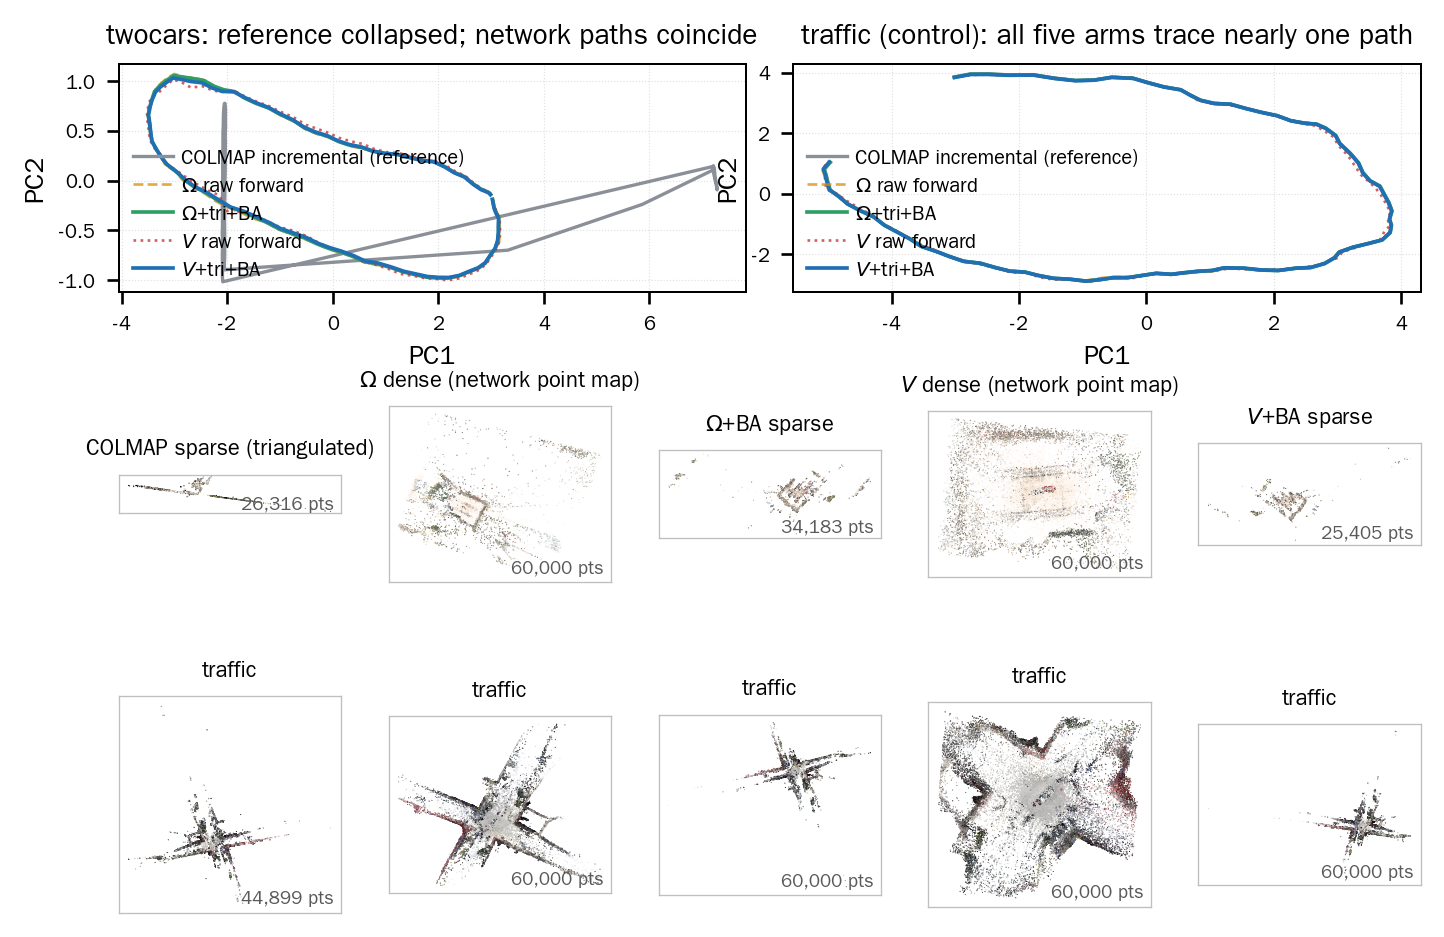 twocars: reference collapsed; network paths coincide
traffic (control): all five arms trace nearly one path
1.0
0.5
0.0
-0.5
-1.0
PC2
COLMAP incremental (reference)
Ω raw forward
Ω+tri+BA
V raw forward
V+tri+BA
-4
-2
0
2
4
6
PC1
4
2
0
-2
PC2
COLMAP incremental (reference)
Ω raw forward
Ω+tri+BA
V raw forward
V+tri+BA
-4
-2
0
2
4
PC1
COLMAP sparse (triangulated)
26,316 pts
Ω dense (network point map)
60,000 pts
Ω+BA sparse
34,183 pts
V dense (network point map)
60,000 pts
V+BA sparse
25,405 pts
traffic
44,899 pts
traffic
60,000 pts
traffic
60,000 pts
traffic
60,000 pts
traffic
60,000 pts